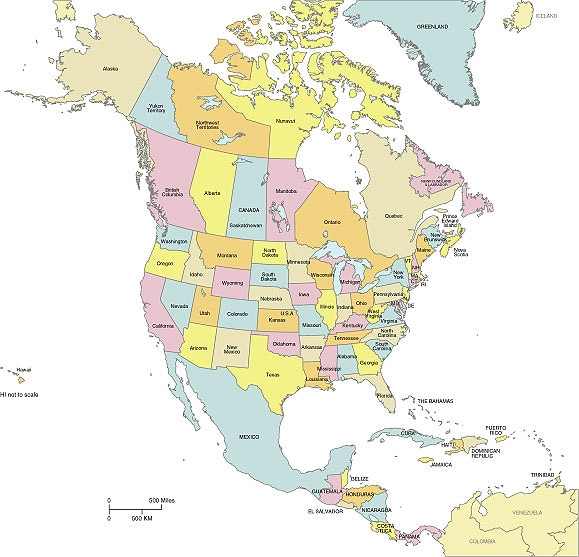 ICELAND
GREENLAND
Alaska
Yukon
Territory
Northwest
Territories
Nunavut
British
Columbia
Alberta
CANADA
Saskatchewan
Manitoba
Ontario
Quebec
NEWFOUNDLAND
& LABRADOR
Prince
Edward
Island
New
Brunswick
Nova
Scotia
Maine
Washington
Montana
North
Dakota
Minnesota
Oregon
Idaho
Wyoming
South
Dakota
Wisconsin
Michigan
New
York
VT
NH
MA
CT
RI
Nebraska
Iowa
Pennsylvania
Nevada
Utah
Colorado
U.S.A
Kansas
Missouri
Illinois
Indiana
Ohio
West
Virginia
MD
DE
Virginia
Kentucky
California
Arizona
New
Mexico
Oklahoma
Arkansas
Tennessee
North
Carolina
South
Carolina
Texas
Louisiana
Mississippi
Alabama
Georgia
Florida
Hawaii
HI not to scale
MEXICO
THE BAHAMAS
CUBA
HAITI
DOMINICAN
REPULIC
PUERTO
RICO
JAMAICA
TRINIDAD
BELIZE
GUATEMALA
HONDURAS
EL SALVADOR
NICARAGUA
COSTA
RICA
PANAMA
VENEZUELA
COLOMBIA
0 500 Miles
0 500 KM